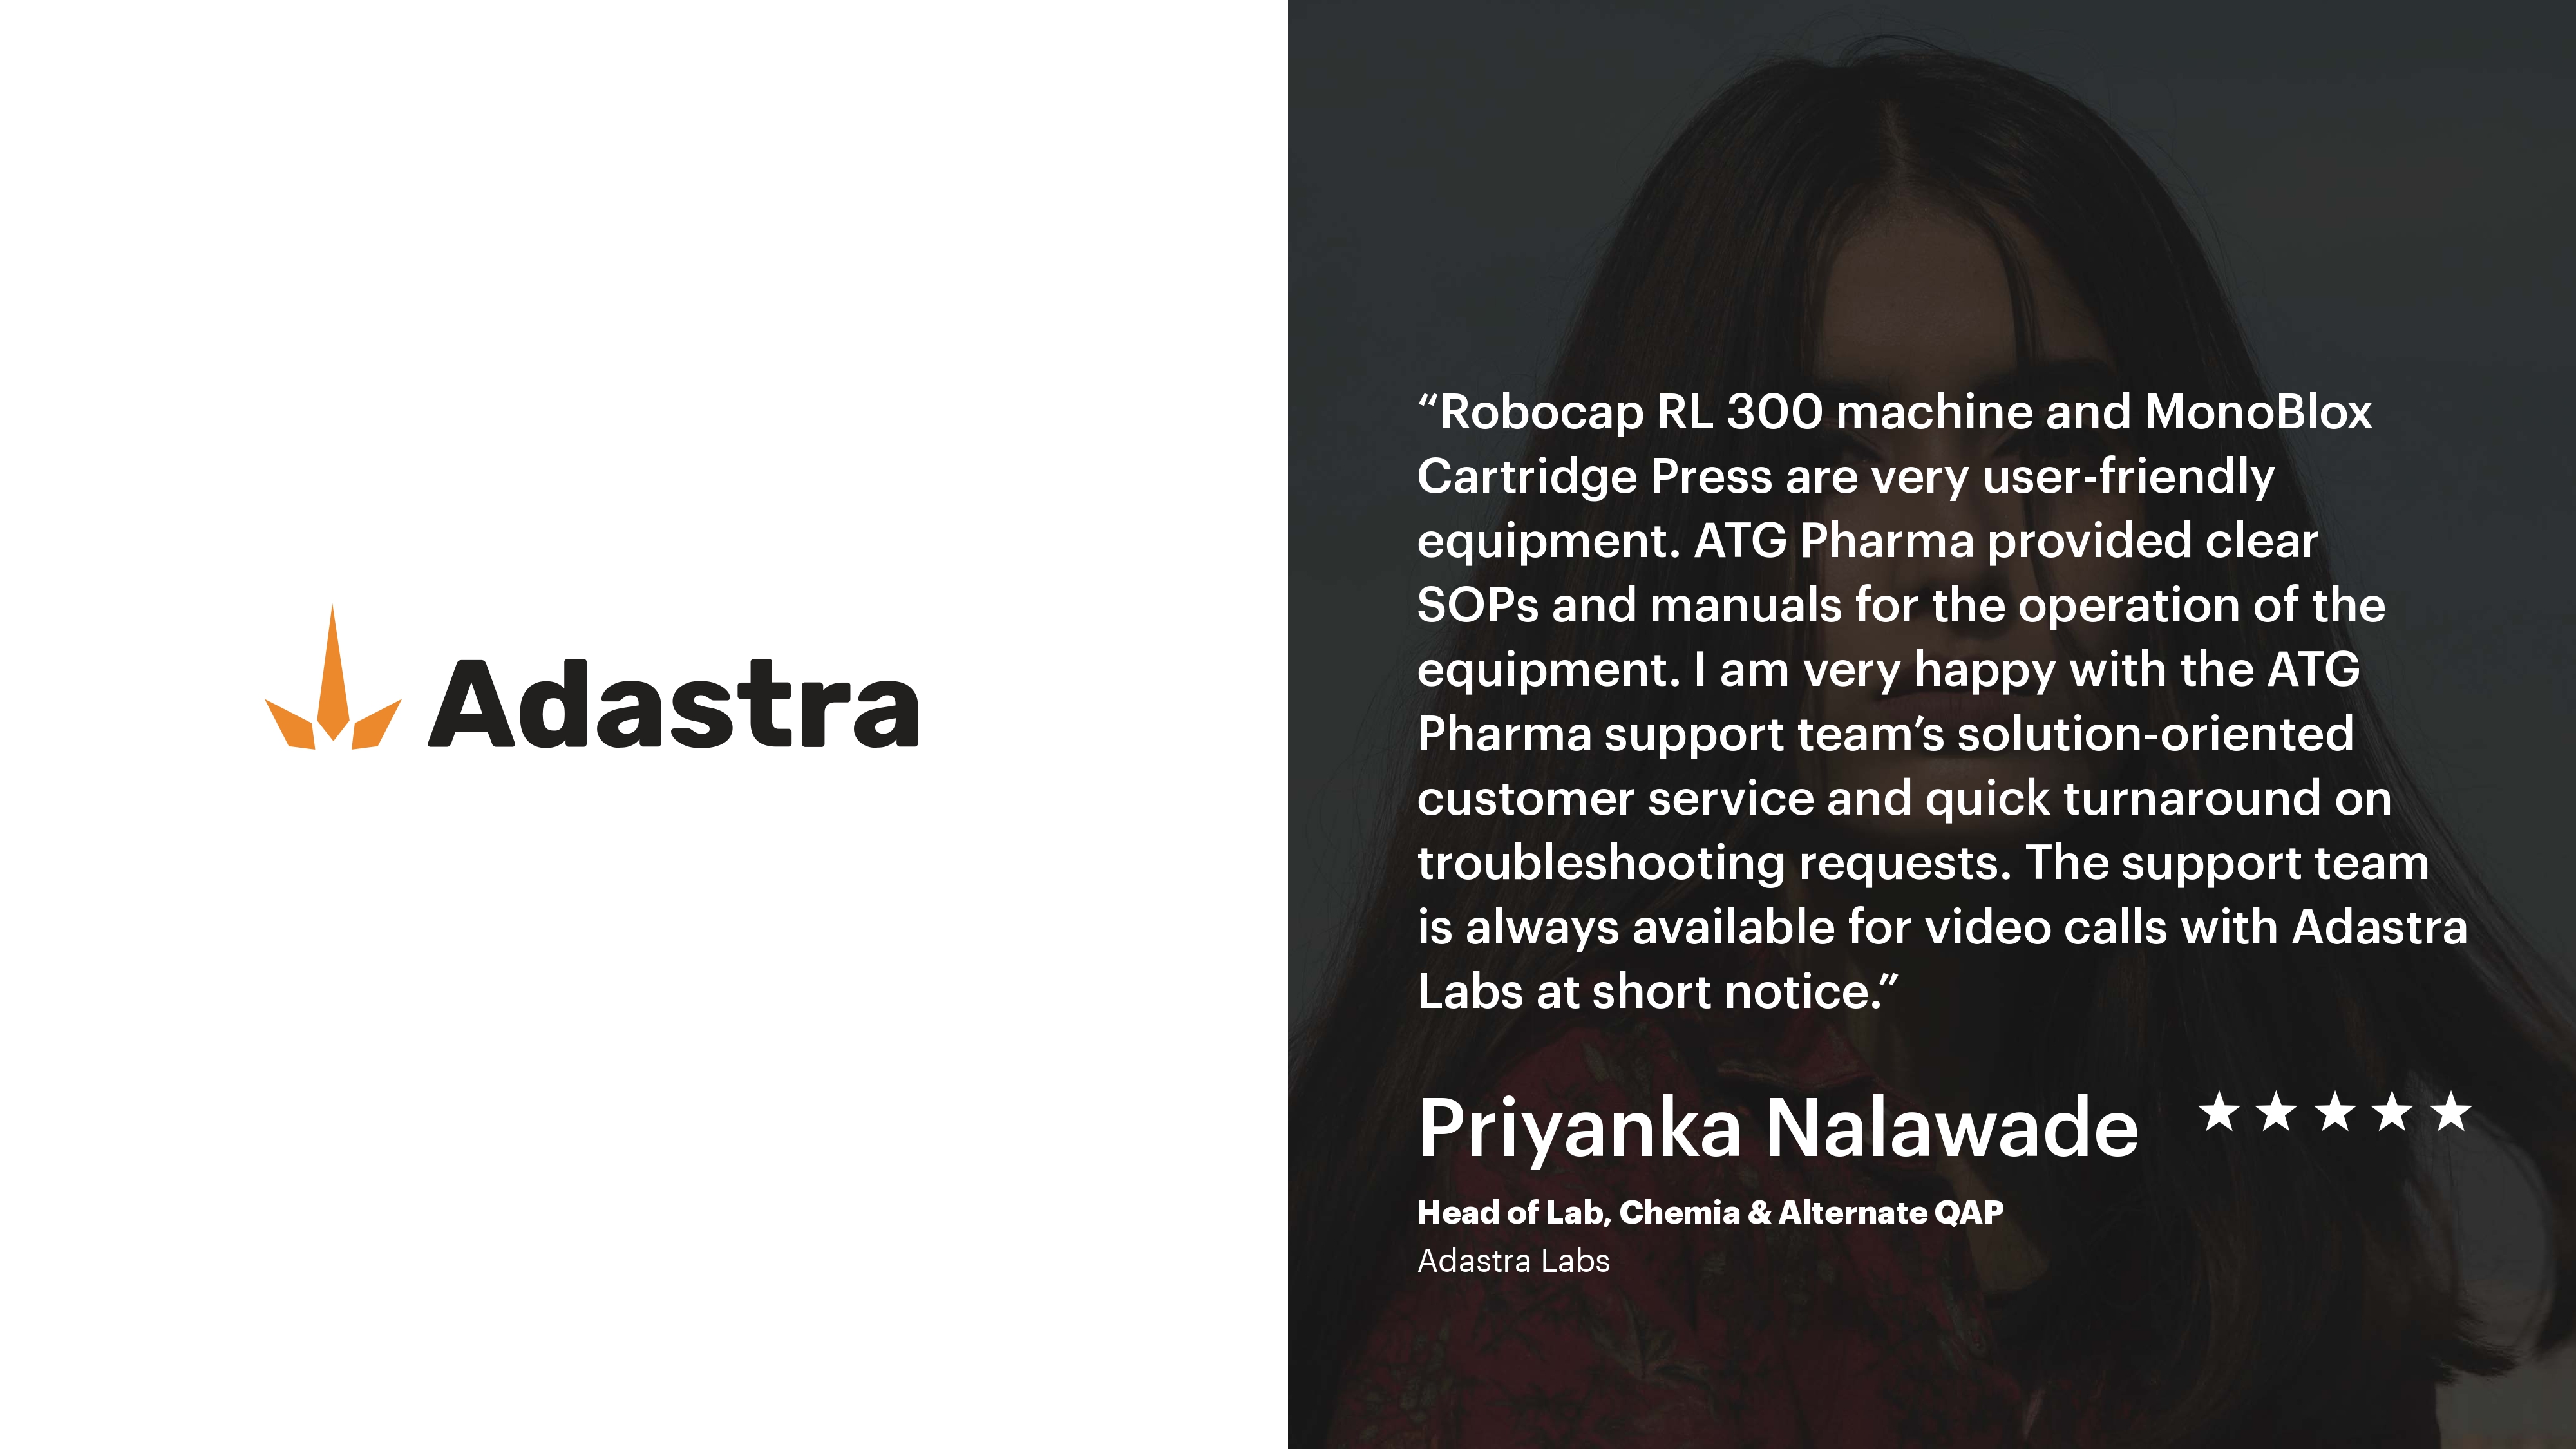 Adastra
“Robocap RL 300 machine and MonoBlox
Cartridge Press are very user-friendly
equipment. ATG Pharma provided clear
SOPs and manuals for the operation of the
equipment. I am very happy with the ATG
Pharma support team’s solution-oriented
customer service and quick turnaround on
troubleshooting requests. The support team
is always available for video calls with Adastra
Labs at short notice.”
Priyanka Nalawade ★★★★★
Head of Lab, Chemia & Alternate QAP
Adastra Labs